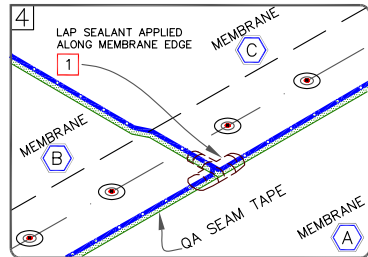 4
LAP SEALANT APPLIED
ALONG MEMBRANE EDGE
1
MEMBRANE
C
MEMBRANE
B
QA SEAM TAPE
MEMBRANE
A